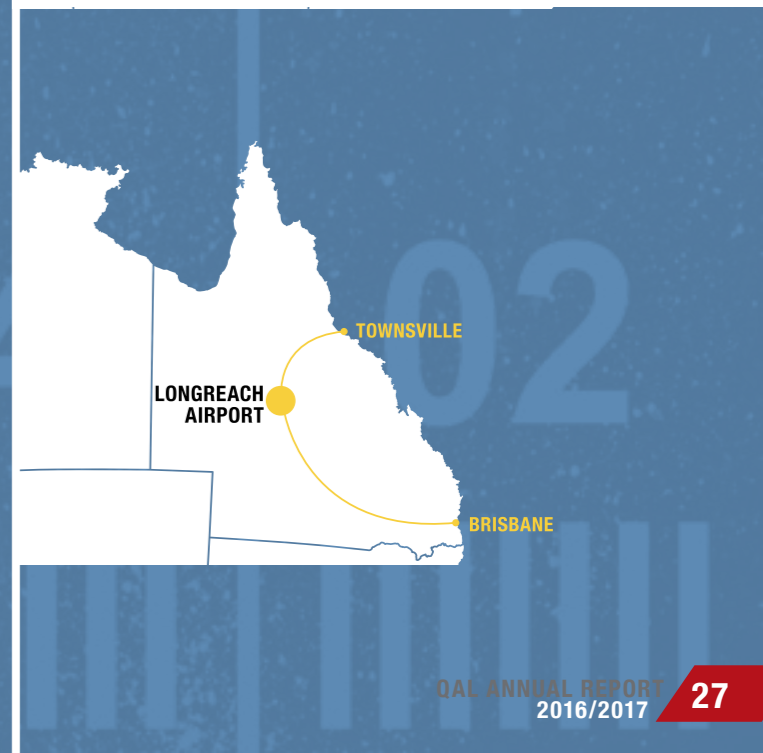 02
TOWNSVILLE
LONGREACH
AIRPORT
BRISBANE
QAL ANNUAL REPORT
2016/2017
27